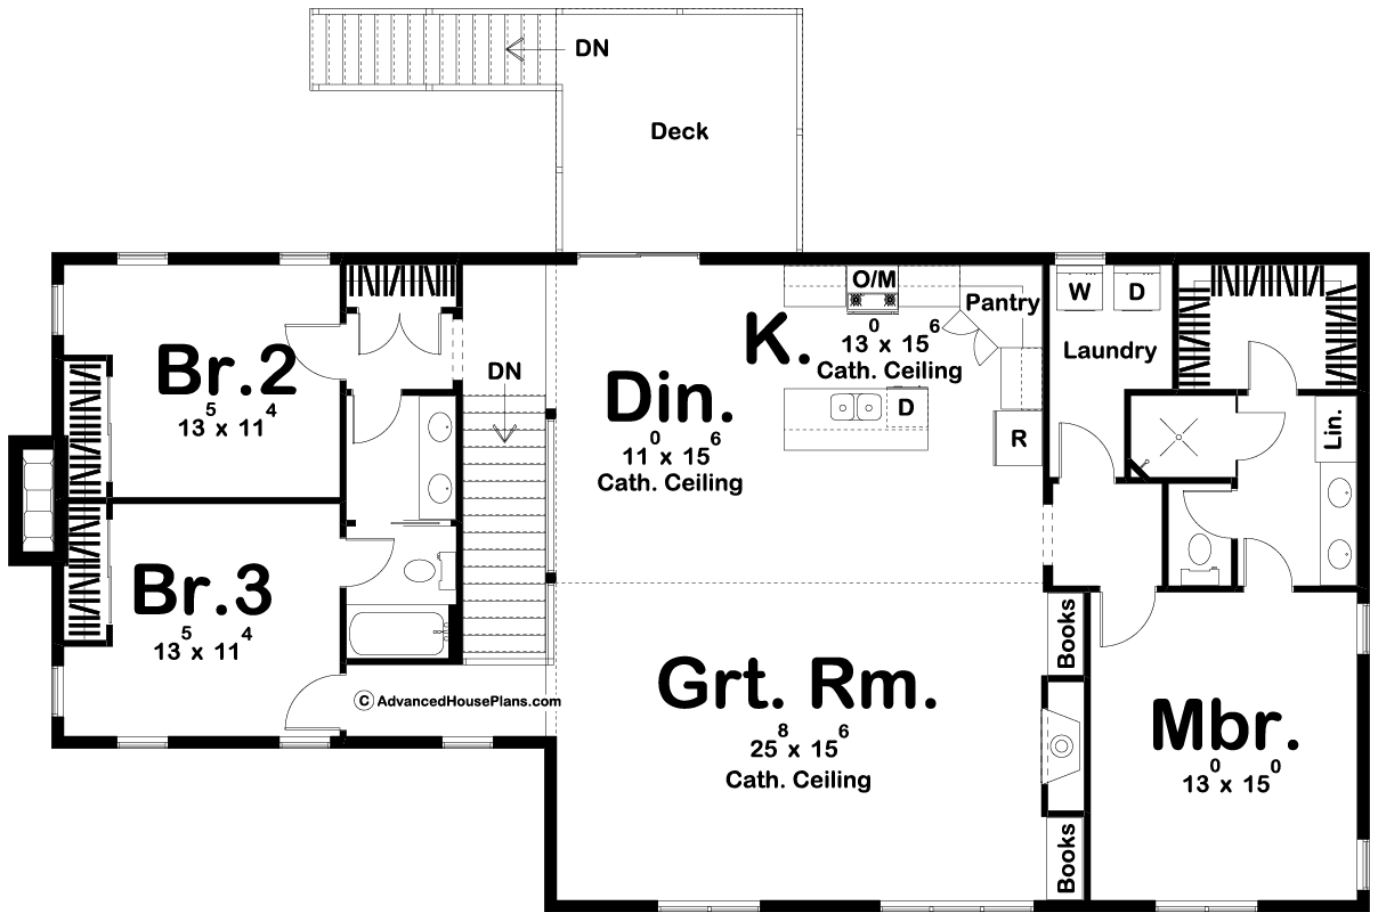 DN
Deck
O/M
W
D
Pantry
K.
13⁰ x 15⁶
Cath. Ceiling
Laundry
Br.2
13⁵ x 11⁴
DN
Din.
11⁰ x 15⁶
Cath. Ceiling
D
R
Lin.
Br.3
13⁵ x 11⁴
Books
© AdvancedHousePlans.com
Grt. Rm.
25⁸ x 15⁶
Cath. Ceiling
Mbr.
13⁰ x 15⁰
Books